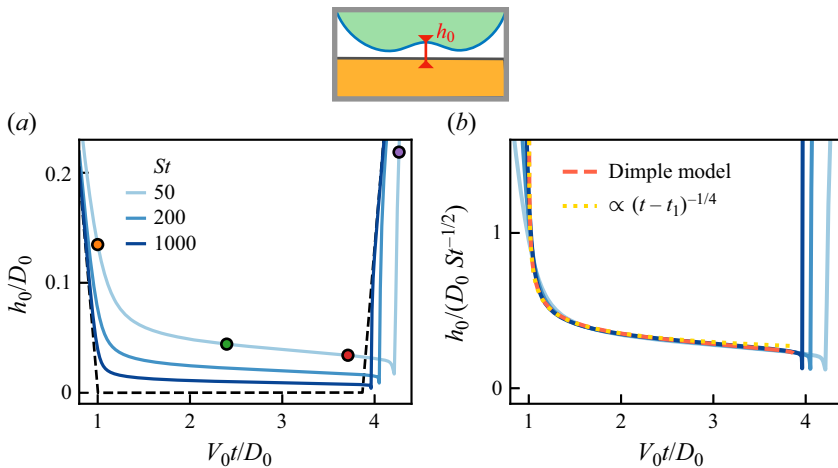 h₀
(a)
(b)
St
50
200
1000
0.2
0.1
0
h₀/D₀
1
2
3
4
V₀t/D₀
Dimple model
∝ (t – t₁)⁻¹/⁴
1
0
h₀/(D₀ St⁻¹/²)
1
2
3
4
V₀t/D₀